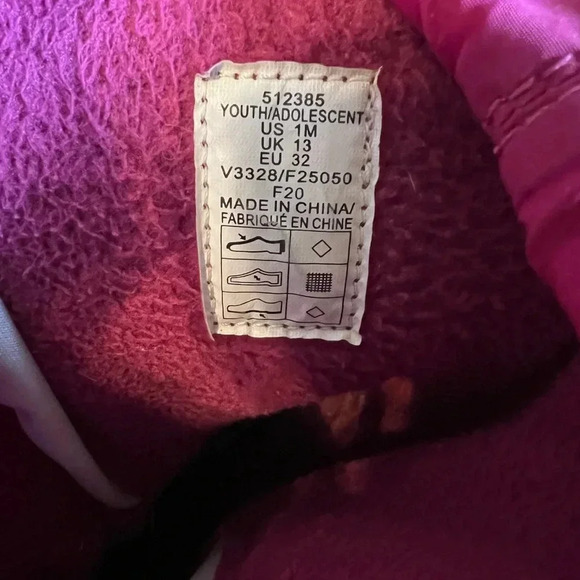 512385
YOUTH/ADOLESCENT
US 1M
UK 13
EU 32
V3328/F25050
F20
MADE IN CHINA/
FABRIQUÉ EN CHINE